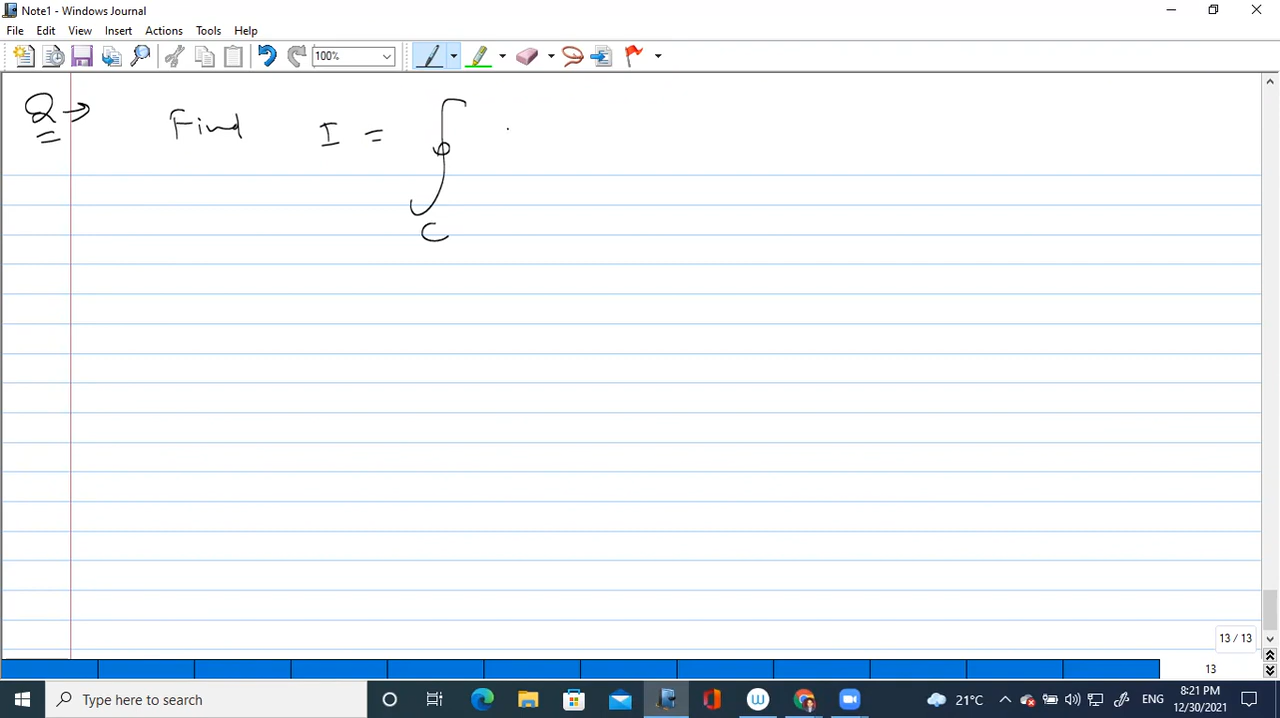 Note1 - Windows Journal
File Edit View Insert Actions Tools Help
100%
Q → Find I = ∮
C
13 / 13
13
Type here to search
21°C ENG 8:21 PM
12/30/2021